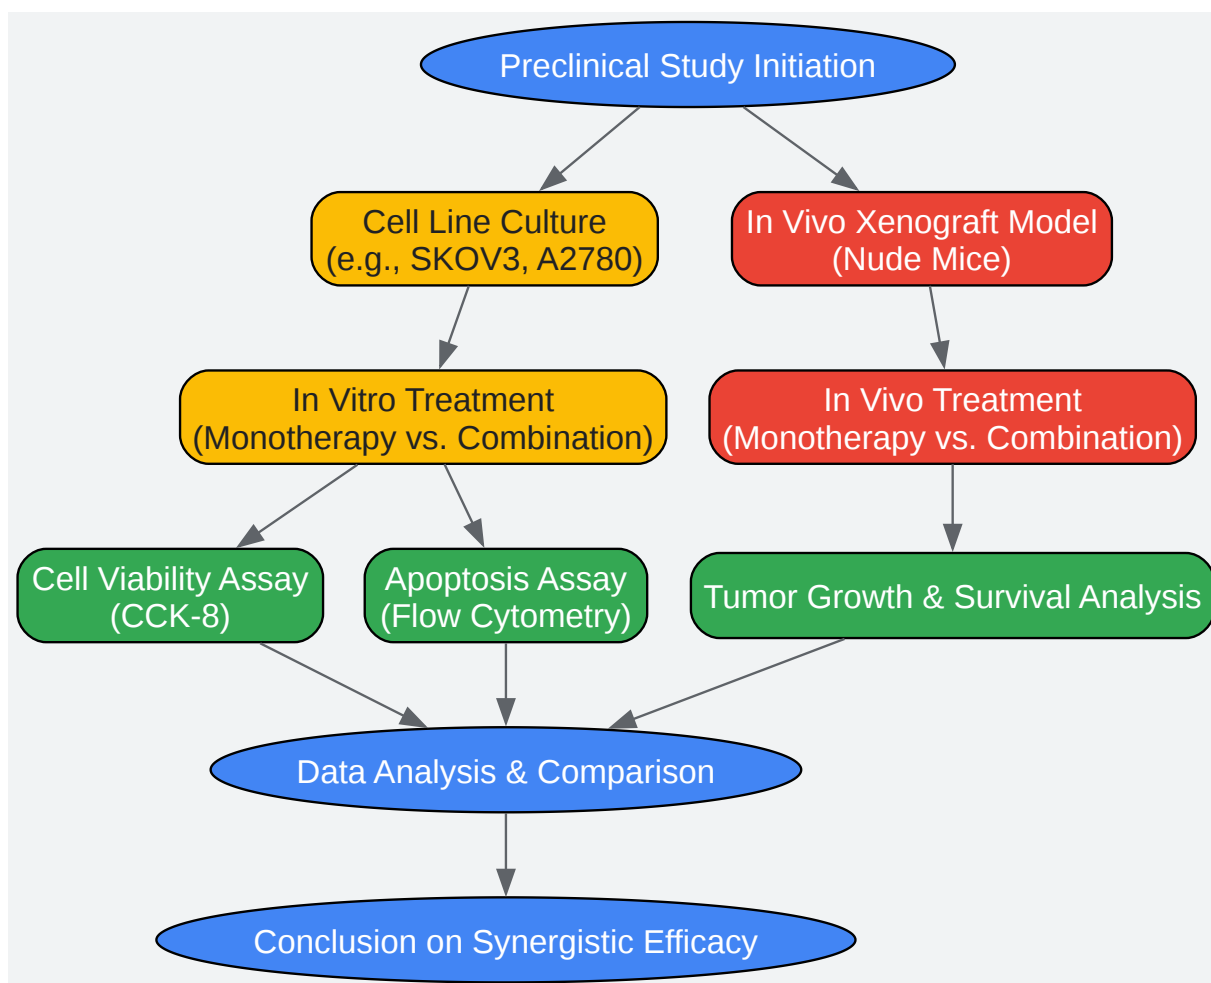 Preclinical Study Initiation
Cell Line Culture
(e.g., SKOV3, A2780)
In Vivo Xenograft Model
(Nude Mice)
In Vitro Treatment
(Monotherapy vs. Combination)
In Vivo Treatment
(Monotherapy vs. Combination)
Cell Viability Assay
(CCK-8)
Apoptosis Assay
(Flow Cytometry)
Tumor Growth & Survival Analysis
Data Analysis & Comparison
Conclusion on Synergistic Efficacy